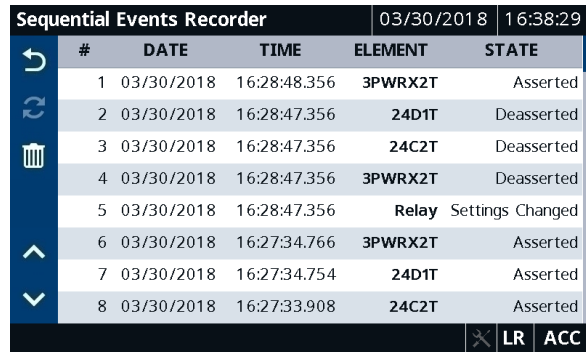 Sequential Events Recorder 03/30/2018 16:38:29
# DATE TIME ELEMENT STATE
1 03/30/2018 16:28:48.356 3PWRX2T Asserted
2 03/30/2018 16:28:47.356 24D1T Deasserted
3 03/30/2018 16:28:47.356 24C2T Deasserted
4 03/30/2018 16:28:47.356 3PWRX2T Deasserted
5 03/30/2018 16:28:47.356 Relay Settings Changed
6 03/30/2018 16:27:34.766 3PWRX2T Asserted
7 03/30/2018 16:27:34.754 24D1T Asserted
8 03/30/2018 16:27:33.908 24C2T Asserted
LR ACC